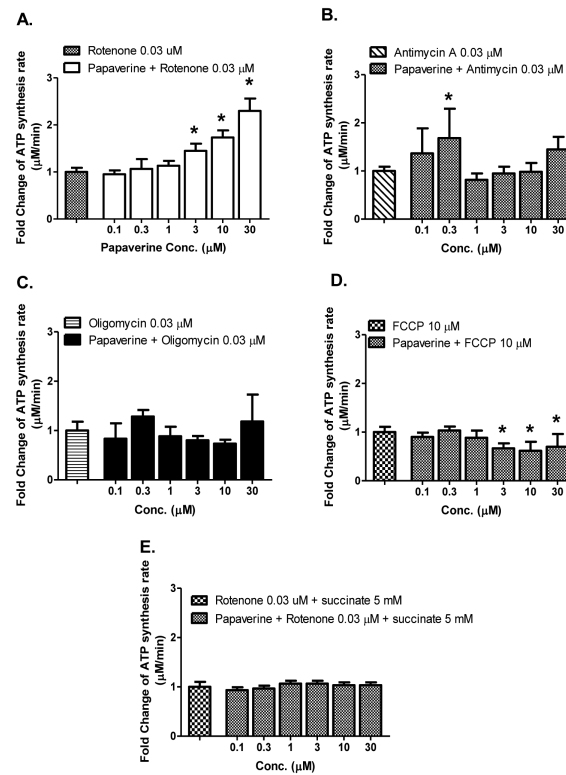 A.
Rotenone 0.03 uM
Papaverine + Rotenone 0.03 µM
Fold Change of ATP synthesis rate
(µM/min)
3
2
1
0
* * *
0.1 0.3 1 3 10 30
Papaverine Conc. (µM)
B.
Antimycin A 0.03 µM
Papaverine + Antimycin 0.03 µM
Fold Change of ATP synthesis rate
(µM/min)
3
2
1
0
*
0.1 0.3 1 3 10 30
Conc. (µM)
C.
Oligomycin 0.03 µM
Papaverine + Oligomycin 0.03 µM
Fold Change of ATP synthesis rate
(µM/min)
3
2
1
0
0.1 0.3 1 3 10 30
Conc. (µM)
D.
FCCP 10 µM
Papaverine + FCCP 10 µM
Fold Change of ATP synthesis rate
(µM/min)
3
2
1
0
* * *
0.1 0.3 1 3 10 30
Conc. (µM)
E.
Rotenone 0.03 uM + succinate 5 mM
Papaverine + Rotenone 0.03 µM + succinate 5 mM
Fold Change of ATP synthesis rate
(µM/min)
3
2
1
0
0.1 0.3 1 3 10 30
Conc. (µM)